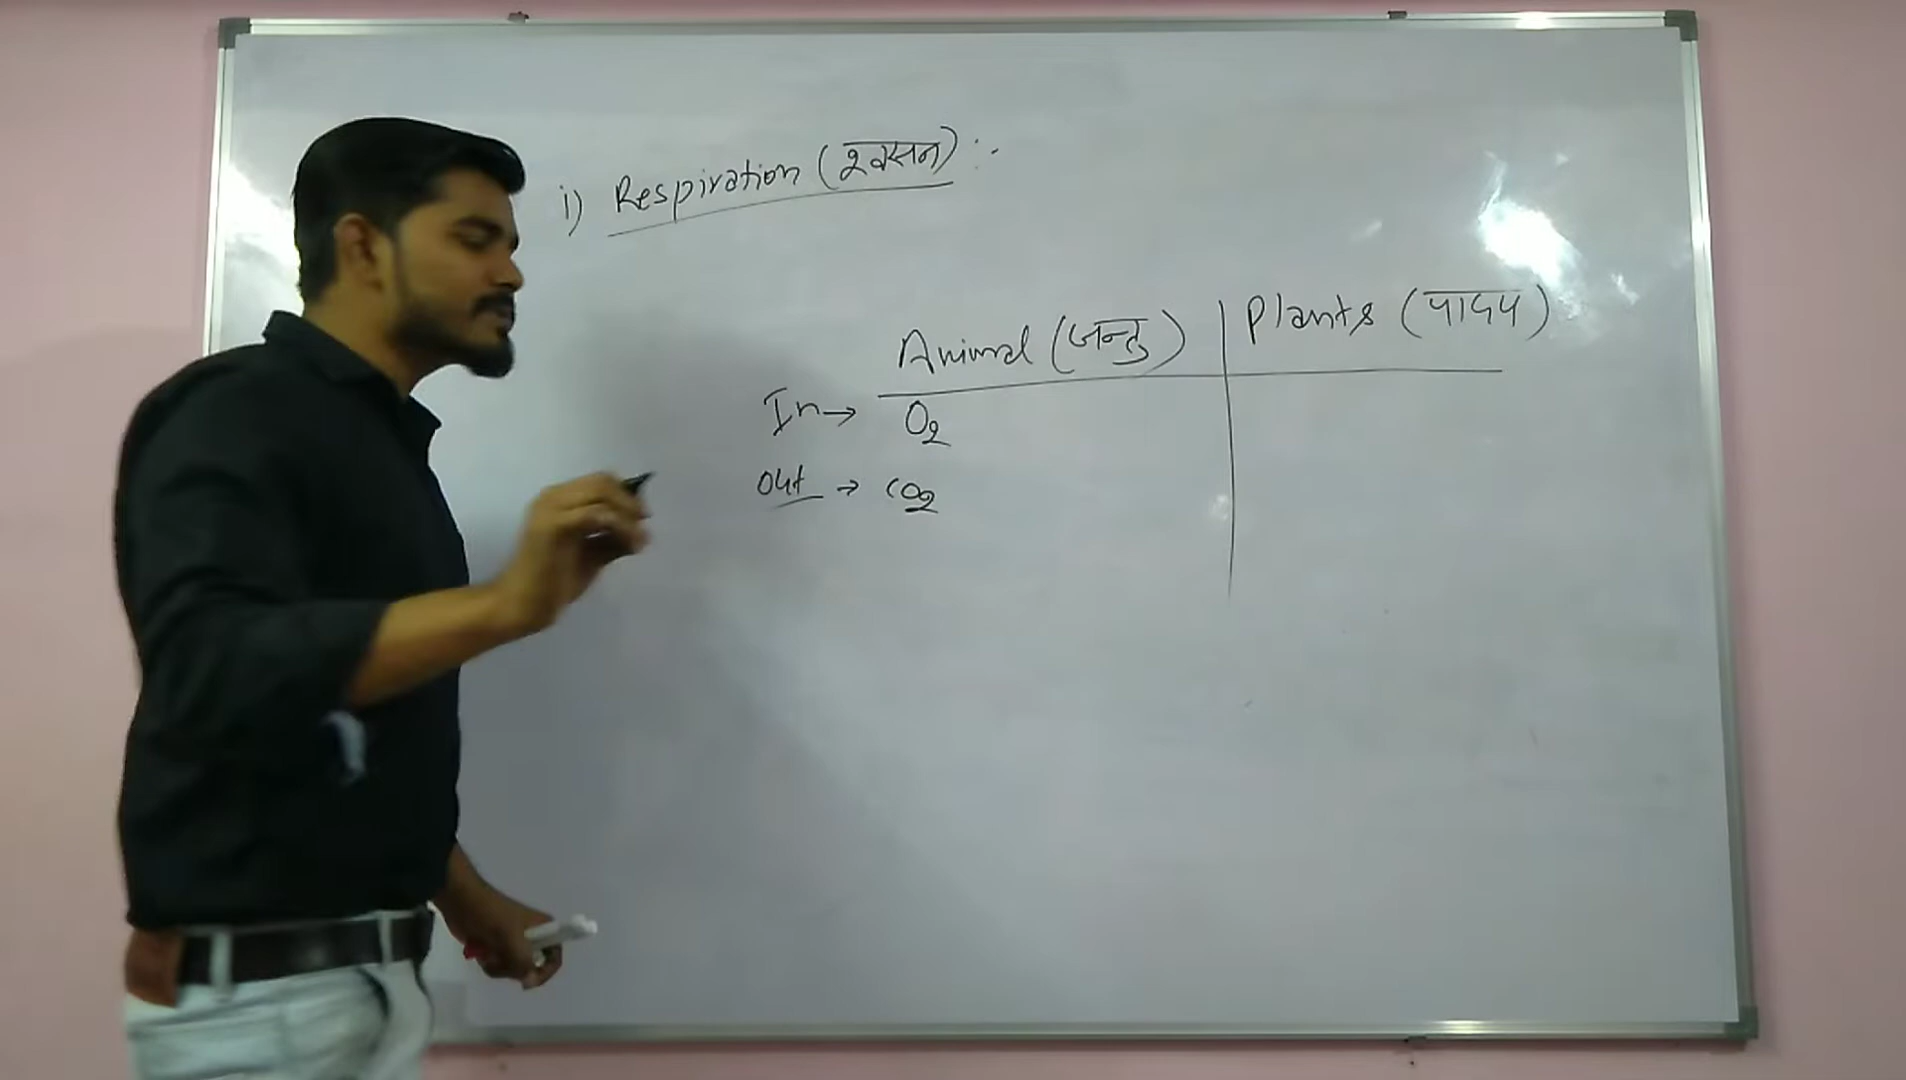 i) Respiration (श्वसन) :-
Animal (जन्तु) Plants (पादप)
In→ O₂
Out → CO₂